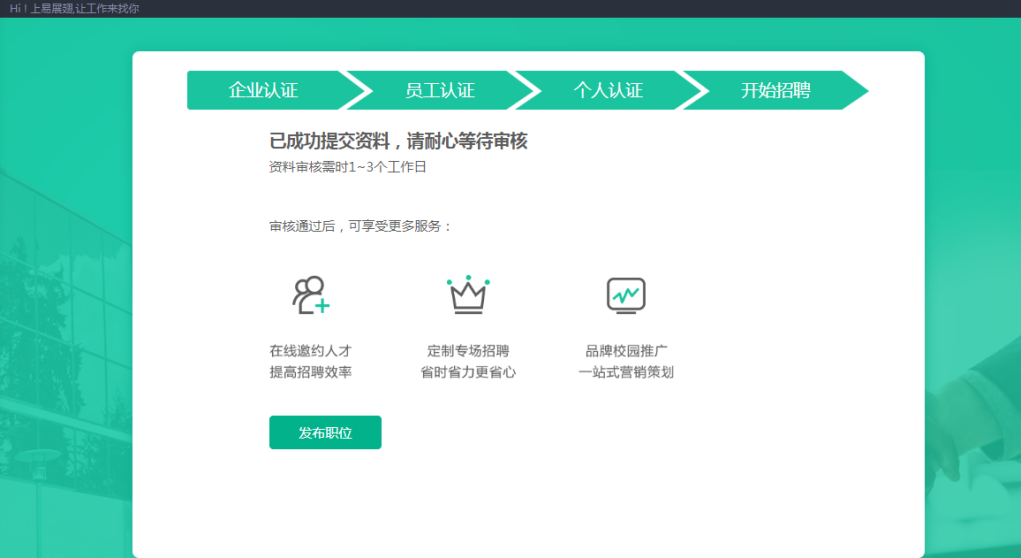 Hi！上易展翅,让工作来找你
企业认证
员工认证
个人认证
开始招聘
已成功提交资料，请耐心等待审核
资料审核需时1~3个工作日
审核通过后，可享受更多服务：
在线邀约人才
提高招聘效率
定制专场招聘
省时省力更省心
品牌校园推广
一站式营销策划
发布职位